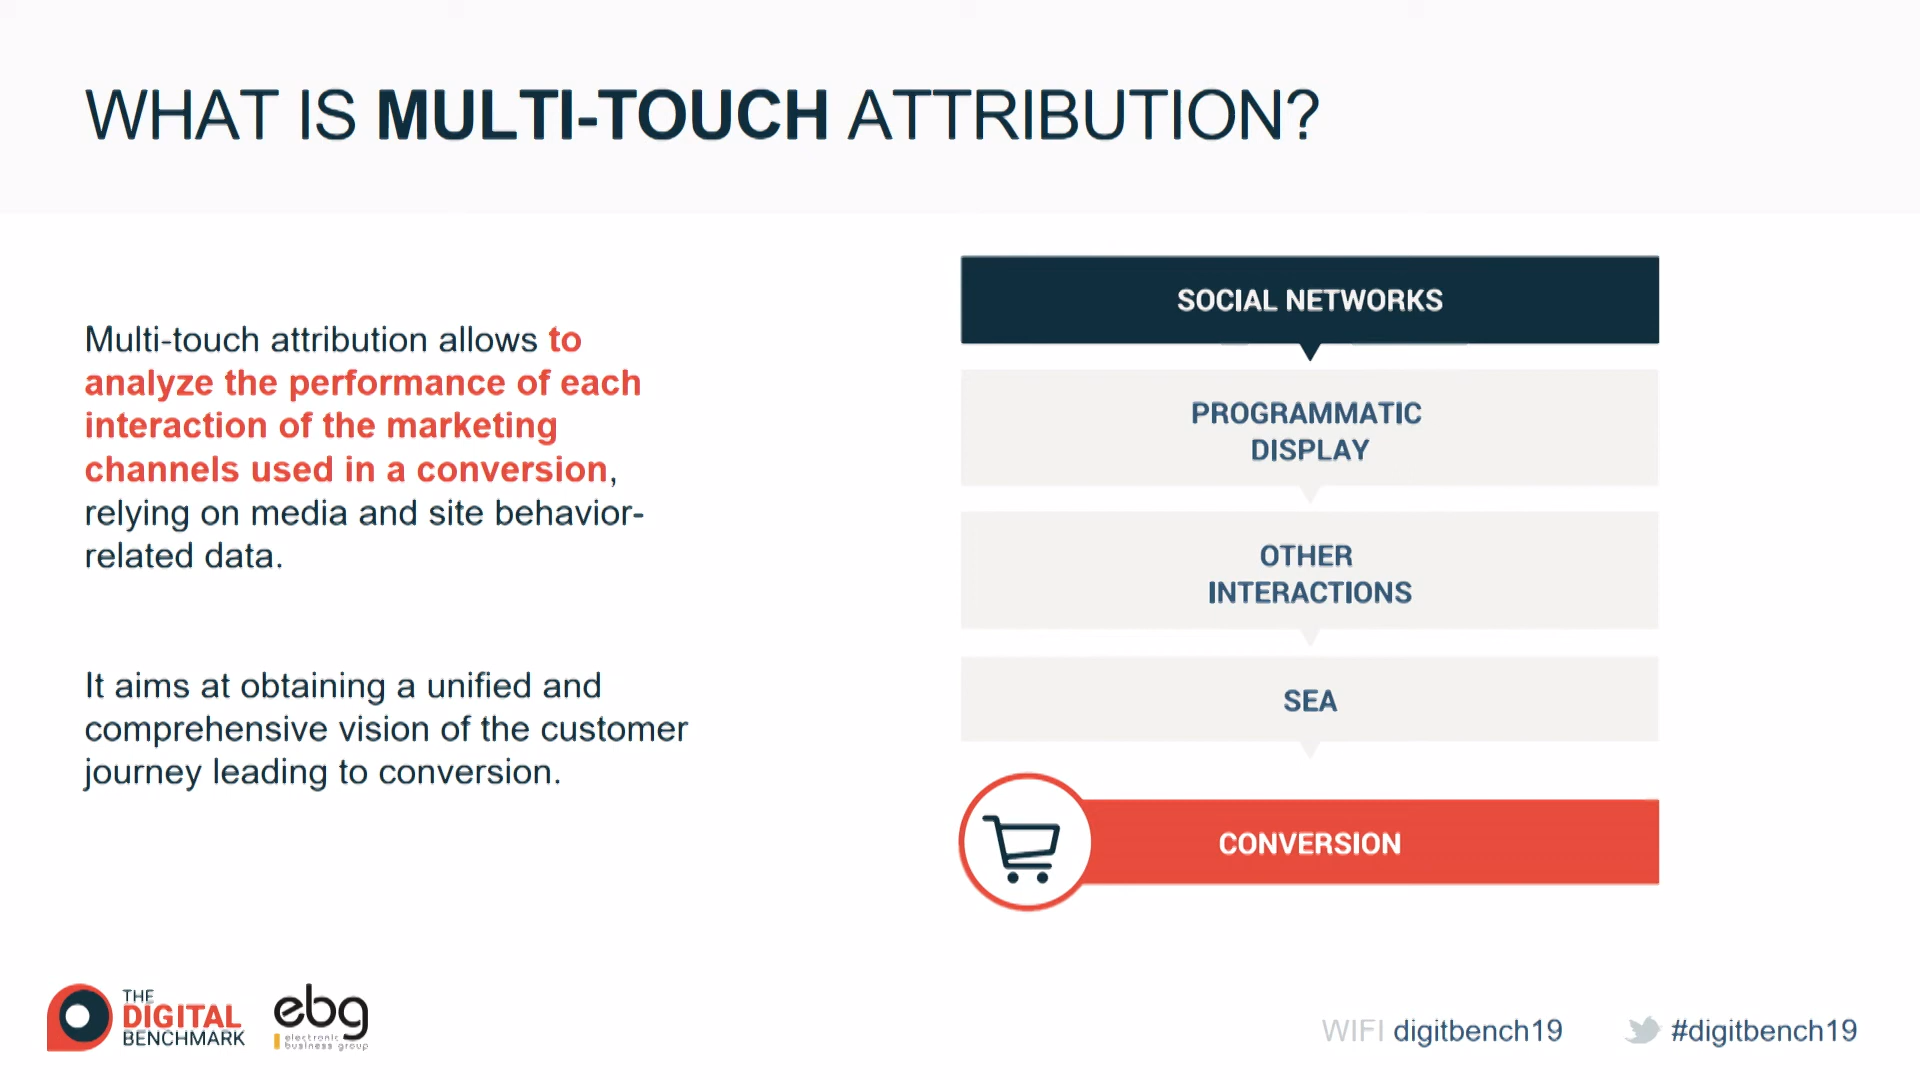 WHAT IS MULTI-TOUCH ATTRIBUTION?
Multi-touch attribution allows to
analyze the performance of each
interaction of the marketing
channels used in a conversion,
relying on media and site behavior-
related data.
It aims at obtaining a unified and
comprehensive vision of the customer
journey leading to conversion.
SOCIAL NETWORKS
PROGRAMMATIC
DISPLAY
OTHER
INTERACTIONS
SEA
CONVERSION
THE
DIGITAL
BENCHMARK
ebg
electronic
business group
WIFI digitbench19
#digitbench19